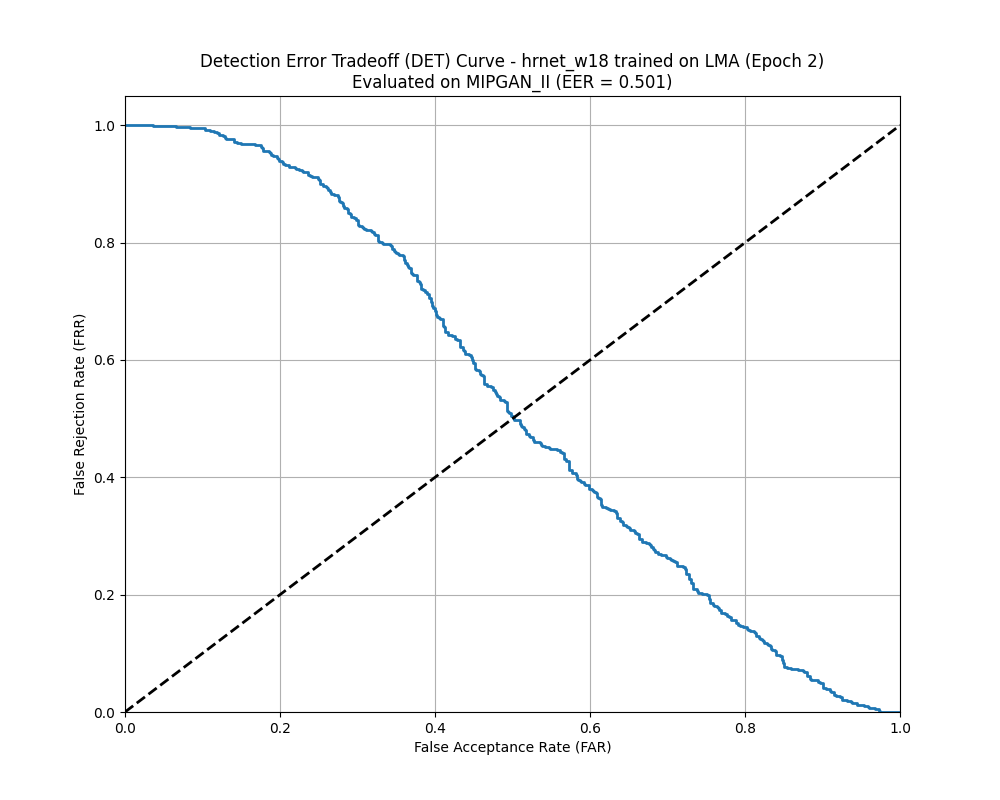 Detection Error Tradeoff (DET) Curve - hrnet_w18 trained on LMA (Epoch 2)
Evaluated on MIPGAN_II (EER = 0.501)
1.0
0.8
0.6
0.4
0.2
0.0
False Rejection Rate (FRR)
0.0 0.2 0.4 0.6 0.8 1.0
False Acceptance Rate (FAR)